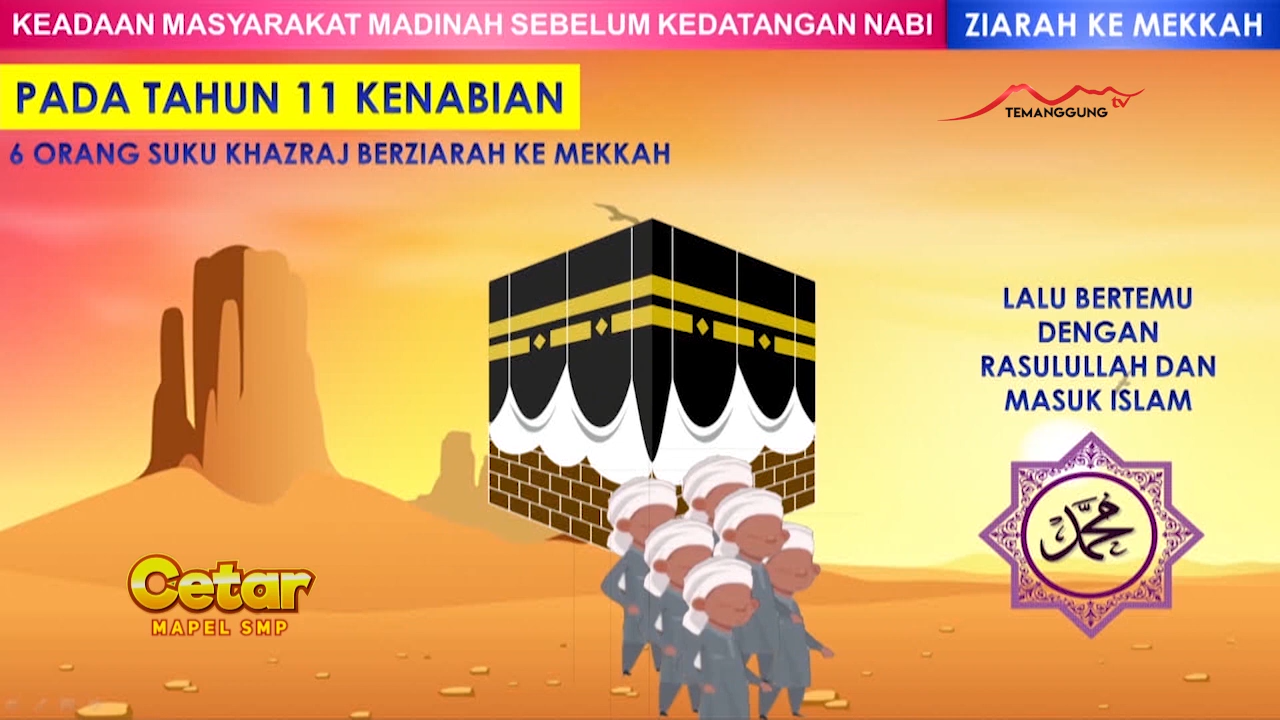 KEADAAN MASYARAKAT MADINAH SEBELUM KEDATANGAN NABI
ZIARAH KE MEKKAH
PADA TAHUN 11 KENABIAN
TEMANGGUNG tv
6 ORANG SUKU KHAZRAJ BERZIARAH KE MEKKAH
LALU BERTEMU
DENGAN
RASULULLAH DAN
MASUK ISLAM
محمد
Cetar
MAPEL SMP